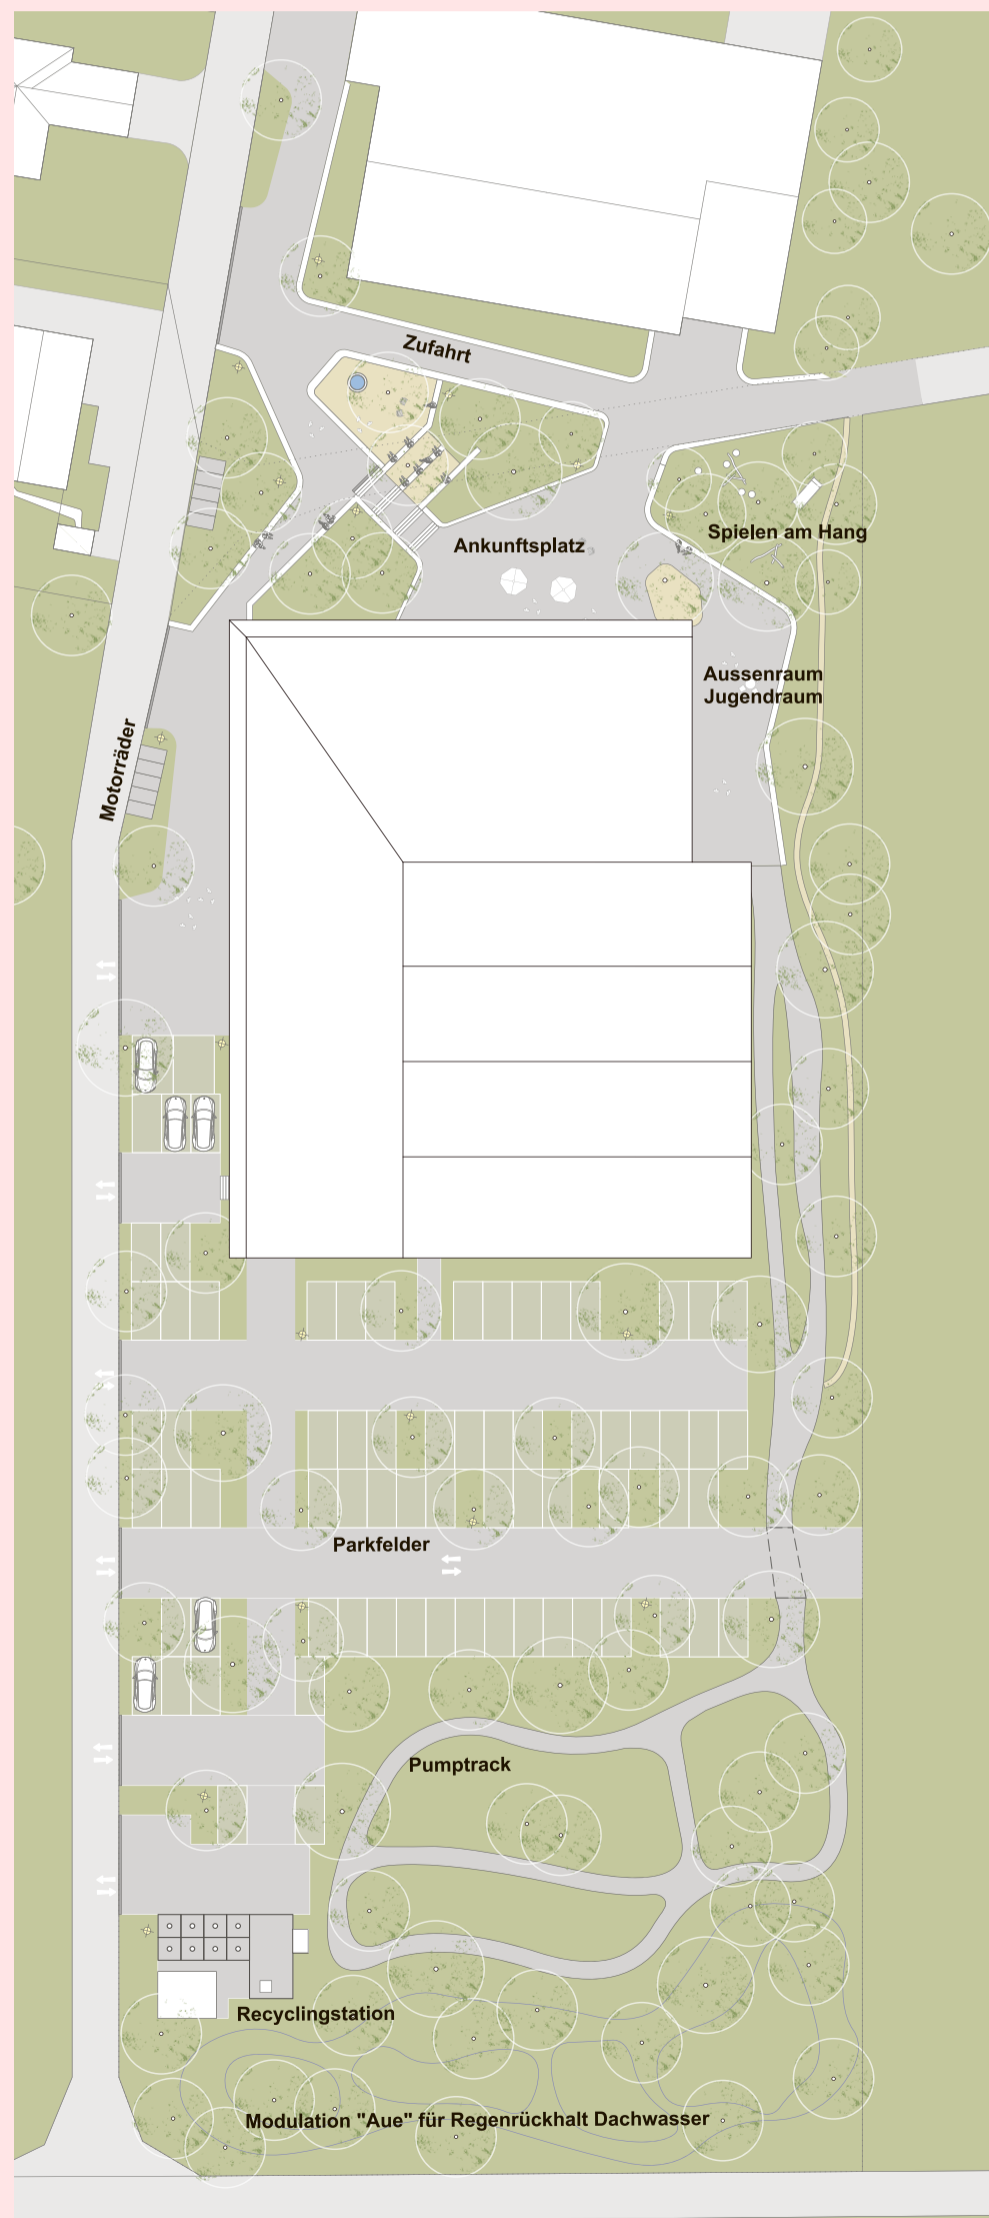 Zufahrt
Ankunftsplatz
Spielen am Hang
Aussenraum
Jugendraum
Motorräder
Parkfelder
Pumptrack
Recyclingstation
Modulation "Aue" für Regenrückhalt Dachwasser